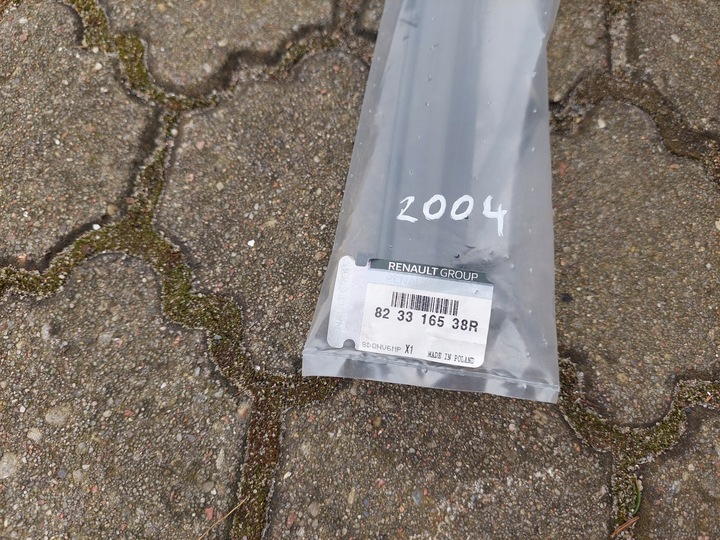 2004
RENAULT GROUP
82 33 165 38R
X1 MADE IN POLAND